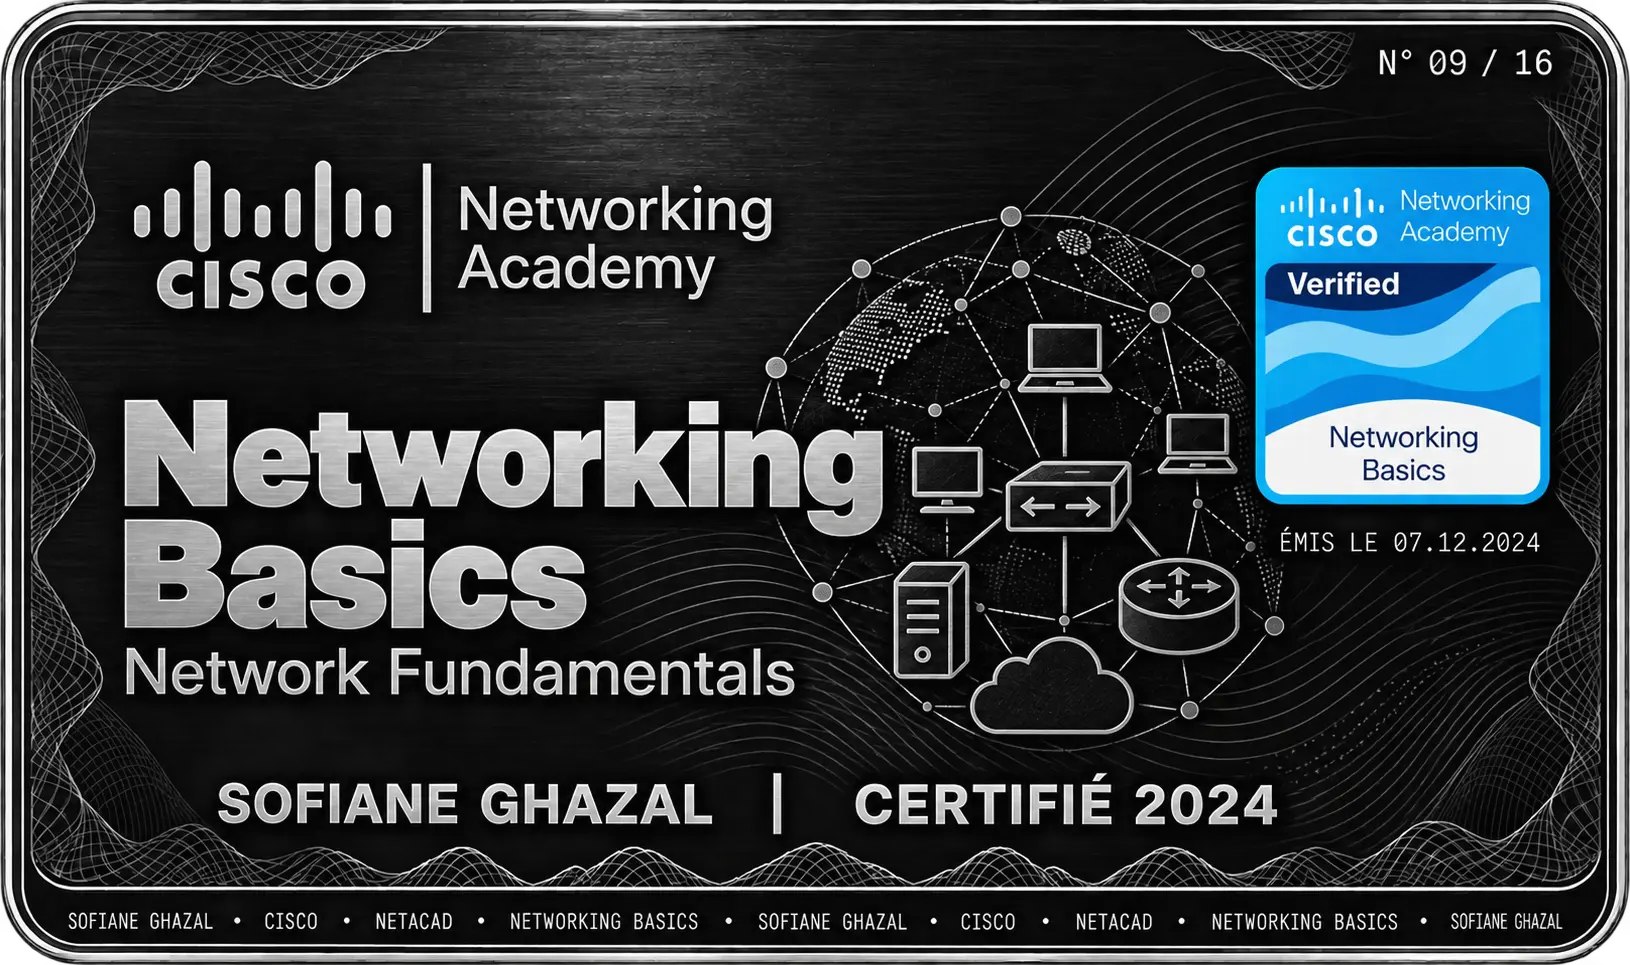 N° 09 / 16
CISCO
Networking
Academy
CISCO
Networking
Academy
Verified
Networking
Basics
ÉMIS LE 07.12.2024
Networking
Basics
Network Fundamentals
SOFIANE GHAZAL | CERTIFIÉ 2024
SOFIANE GHAZAL • CISCO • NETACAD • NETWORKING BASICS • SOFIANE GHAZAL • CISCO • NETACAD • NETWORKING BASICS • SOFIANE GHAZAL